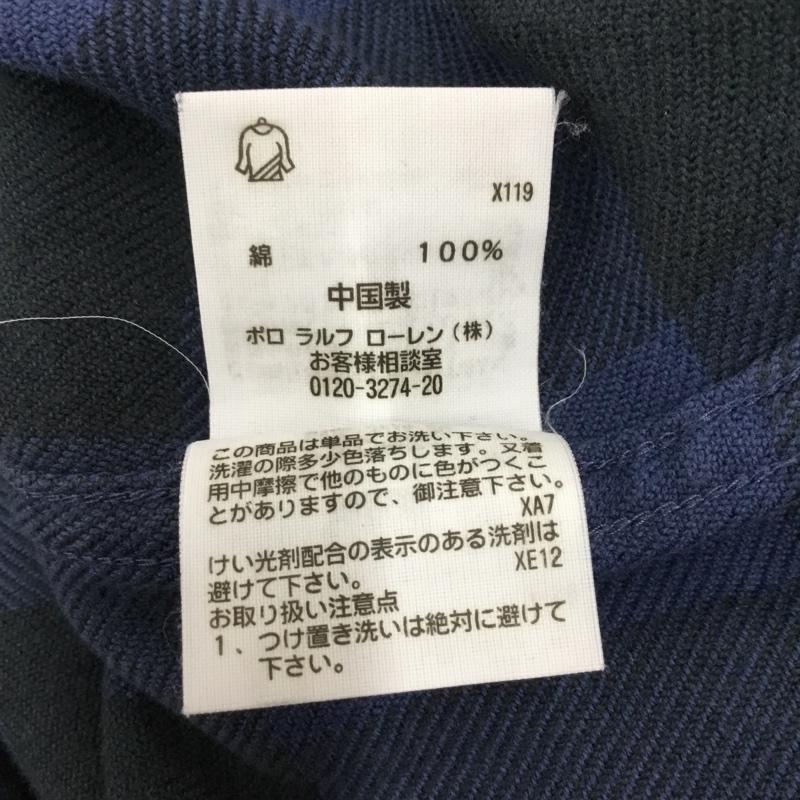 X119
綿 100%
中国製
ポロ ラルフ ローレン(株)
お客様相談室
0120-3274-20
この商品は単品でお洗い下さい。
洗濯の際多少色落ちします。又着
用中摩擦で他のものに色がつくこ
とがありますので、御注意下さい。
XA7
けい光剤配合の表示のある洗剤は
XE12
避けて下さい。
お取り扱い注意点
1、つけ置き洗いは絶対に避けて
下さい。